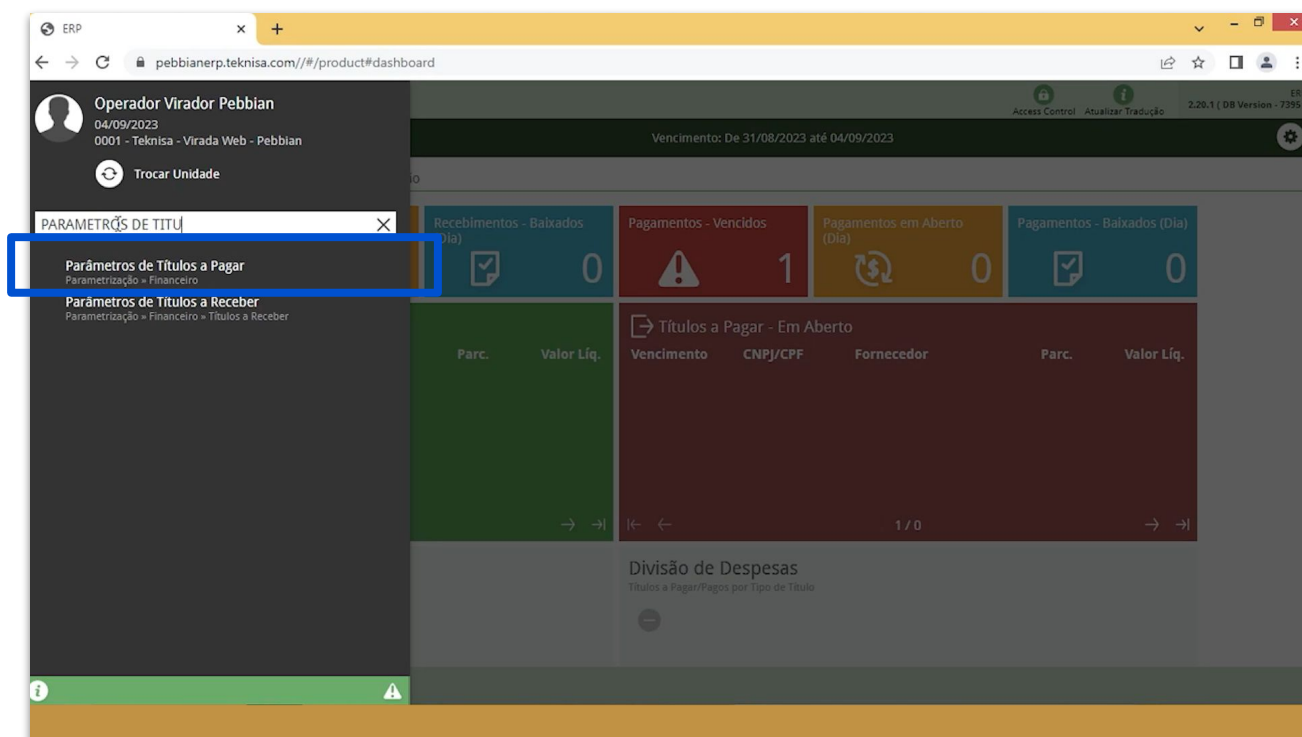 ERP
pebbianerp.teknisa.com//#/product#dashboard
Operador Virador Pebbian
04/09/2023
0001 - Teknisa - Virada Web - Pebbian
Trocar Unidade
Access Control
Atualizar Tradução
ER
2.20.1 ( DB Version - 7395
Vencimento: De 31/08/2023 até 04/09/2023
ão
PARAMETROS DE TITU
Parâmetros de Títulos a Pagar
Parametrização » Financeiro
Parâmetros de Títulos a Receber
Parametrização » Financeiro » Títulos a Receber
Recebimentos - Baixados
(Dia)
0
Pagamentos - Vencidos
1
Pagamentos em Aberto
(Dia)
0
Pagamentos - Baixados (Dia)
0
Parc. Valor Líq.
Títulos a Pagar - Em Aberto
Vencimento CNPJ/CPF Fornecedor Parc. Valor Líq.
1 / 0
Divisão de Despesas
Títulos a Pagar/Pagos por Tipo de Título